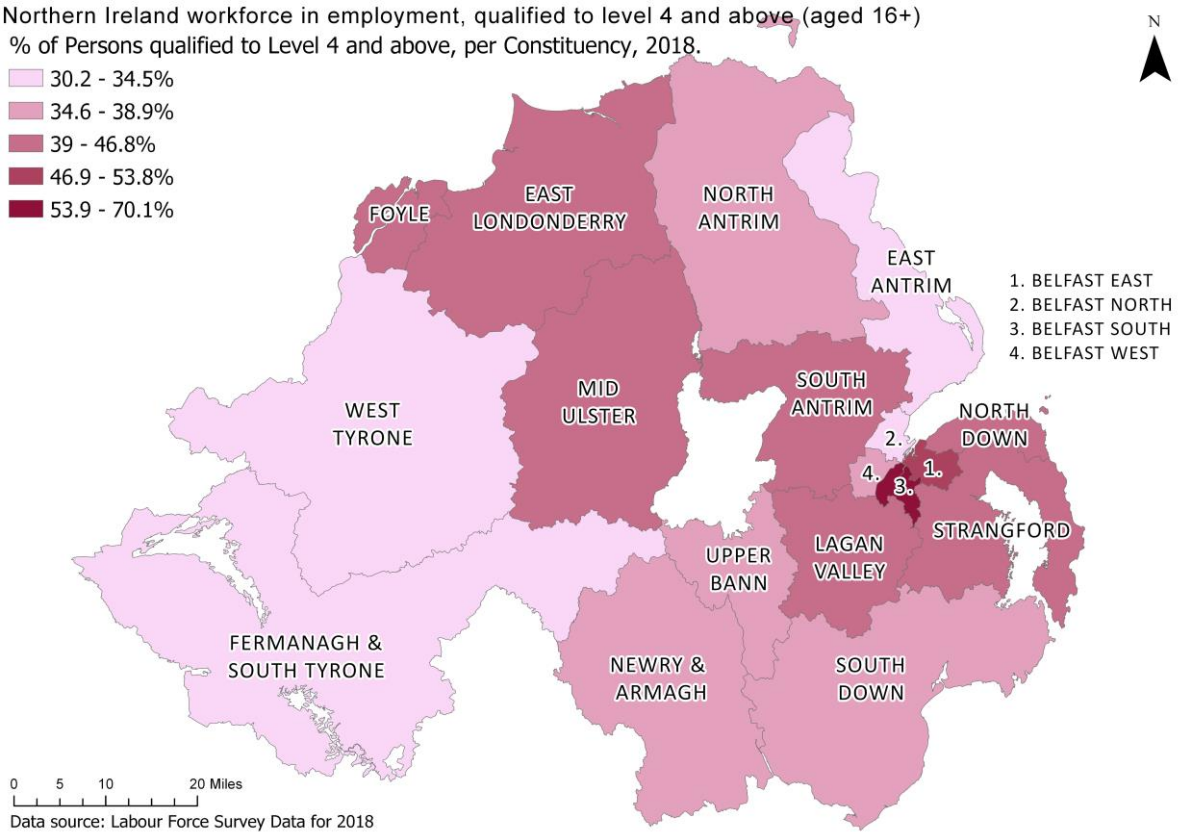 Northern Ireland workforce in employment, qualified to level 4 and above (aged 16+)
% of Persons qualified to Level 4 and above, per Constituency, 2018.
N
30.2 - 34.5%
34.6 - 38.9%
39 - 46.8%
46.9 - 53.8%
53.9 - 70.1%
FOYLE
EAST
LONDONDERRY
NORTH
ANTRIM
EAST
ANTRIM
1. BELFAST EAST
2. BELFAST NORTH
3. BELFAST SOUTH
4. BELFAST WEST
WEST
TYRONE
MID
ULSTER
SOUTH
ANTRIM
NORTH
DOWN
2.
4.
3.
1.
STRANGFORD
UPPER
BANN
LAGAN
VALLEY
FERMANAGH &
SOUTH TYRONE
NEWRY &
ARMAGH
SOUTH
DOWN
0 5 10 20 Miles
Data source: Labour Force Survey Data for 2018